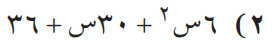 ٢) ٦س٢ + ٣٠س + ٣٦